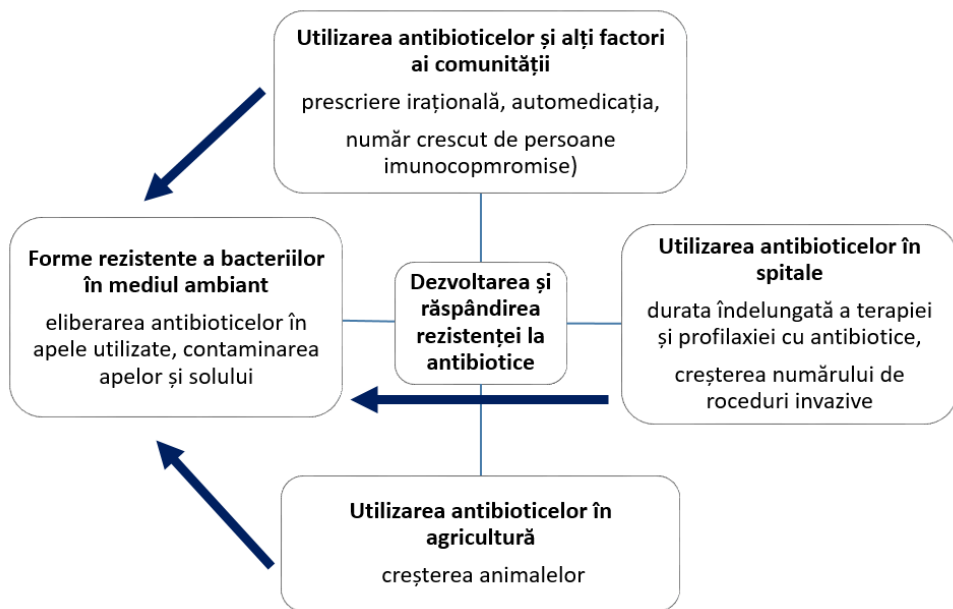 Utilizarea antibioticelor și alți factori
ai comunității
prescriere irațională, automedicația,
număr crescut de persoane
imunocopmromise)
Forme rezistente a bacteriilor
în mediul ambiant
eliberarea antibioticelor în
apele utilizate, contaminarea
apelor și solului
Dezvoltarea și
răspândirea
rezistenței la
antibiotice
Utilizarea antibioticelor în
spitale
durata îndelungată a terapiei
și profilaxiei cu antibiotice,
creșterea numărului de
roceduri invazive
Utilizarea antibioticelor în
agricultură
creșterea animalelor